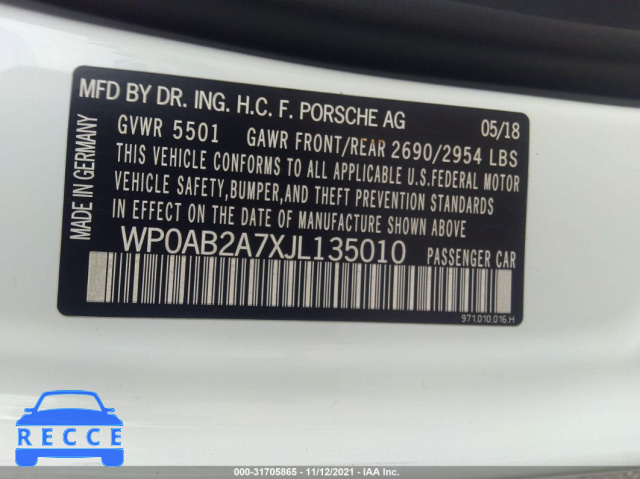 MFD BY DR. ING. H.C. F. PORSCHE AG 05/18
GVWR 5501 GAWR FRONT/REAR 2690/2954 LBS
THIS VEHICLE CONFORMS TO ALL APPLICABLE U.S.FEDERAL MOTOR
VEHICLE SAFETY,BUMPER,AND THEFT PREVENTION STANDARDS
IN EFFECT ON THE DATE OF MANUFACTURE SHOWN ABOVE
WP0AB2A7XJL135010 PASSENGER CAR
MADE IN GERMANY
971.010.016.H
RECCE
000-31705865 - 11/12/2021 - IAA Inc.